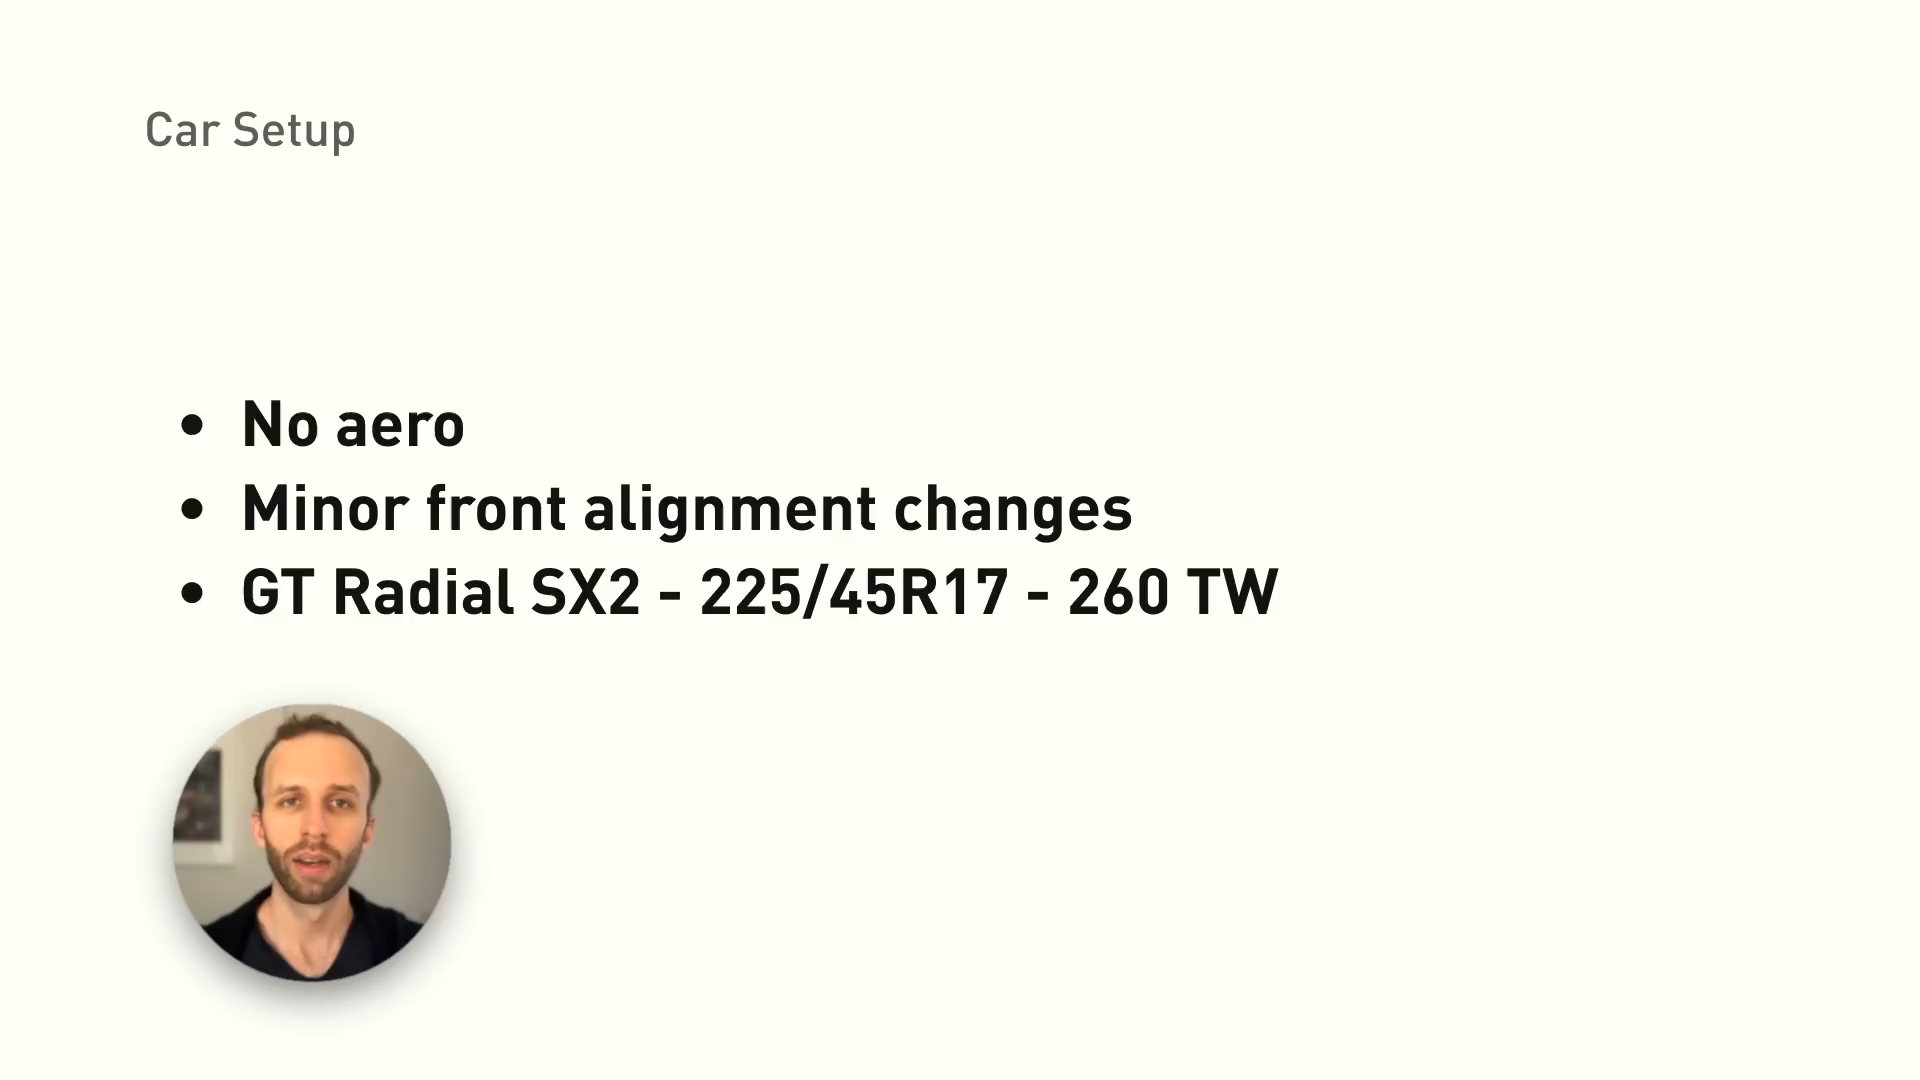 Car Setup
• No aero
• Minor front alignment changes
• GT Radial SX2 - 225/45R17 - 260 TW